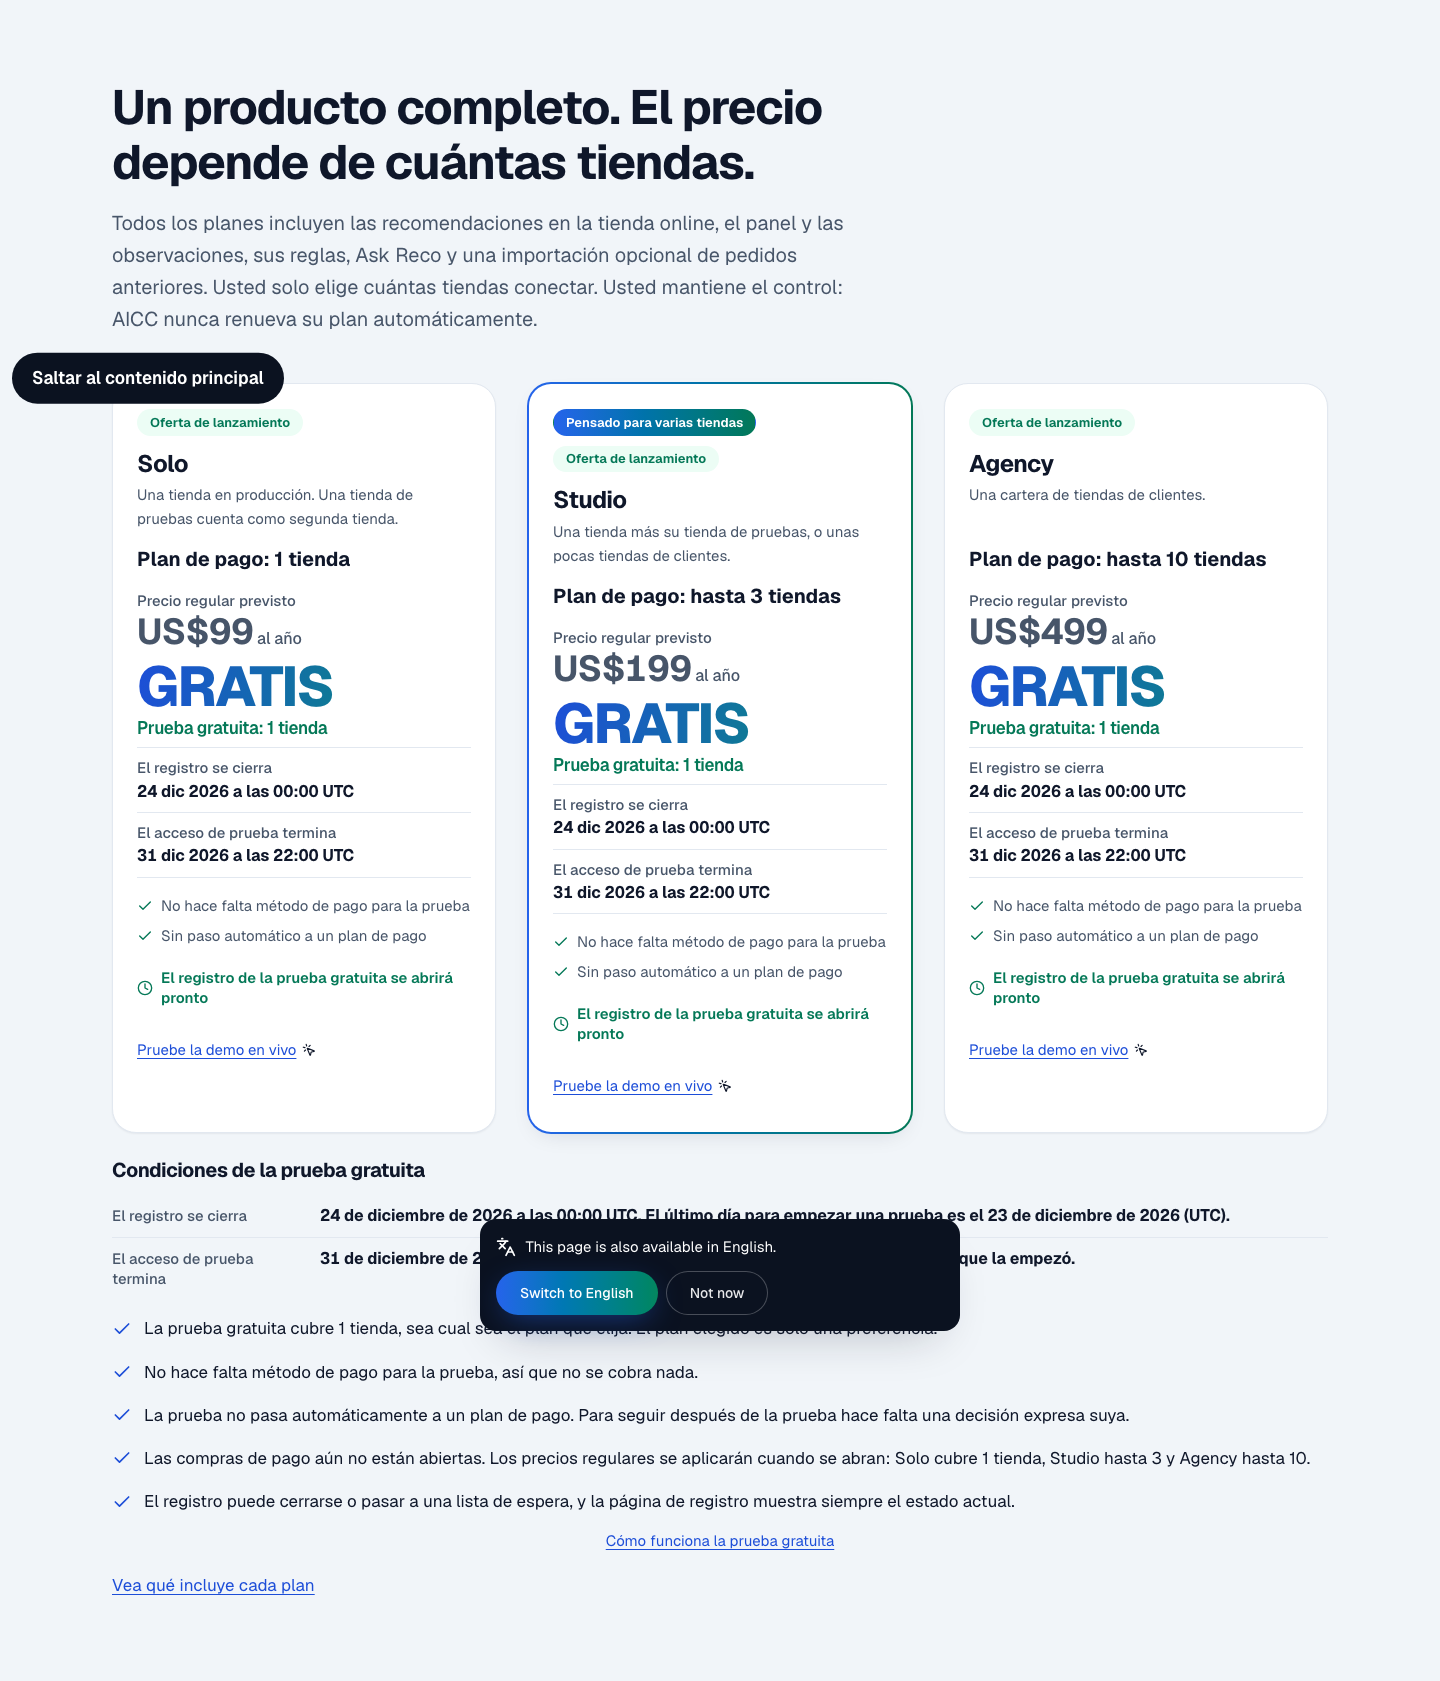 Un producto completo. El precio
depende de cuántas tiendas.
Todos los planes incluyen las recomendaciones en la tienda online, el panel y las
observaciones, sus reglas, Ask Reco y una importación opcional de pedidos
anteriores. Usted solo elige cuántas tiendas conectar. Usted mantiene el control:
AICC nunca renueva su plan automáticamente.
Saltar al contenido principal
Oferta de lanzamiento
Solo
Una tienda en producción. Una tienda de
pruebas cuenta como segunda tienda.
Plan de pago: 1 tienda
Precio regular previsto
US$99 al año
GRATIS
Prueba gratuita: 1 tienda
El registro se cierra
24 dic 2026 a las 00:00 UTC
El acceso de prueba termina
31 dic 2026 a las 22:00 UTC
No hace falta método de pago para la prueba
Sin paso automático a un plan de pago
El registro de la prueba gratuita se abrirá
pronto
Pruebe la demo en vivo
Pensado para varias tiendas
Oferta de lanzamiento
Studio
Una tienda más su tienda de pruebas, o unas
pocas tiendas de clientes.
Plan de pago: hasta 3 tiendas
Precio regular previsto
US$199 al año
GRATIS
Prueba gratuita: 1 tienda
El registro se cierra
24 dic 2026 a las 00:00 UTC
El acceso de prueba termina
31 dic 2026 a las 22:00 UTC
No hace falta método de pago para la prueba
Sin paso automático a un plan de pago
El registro de la prueba gratuita se abrirá
pronto
Pruebe la demo en vivo
Oferta de lanzamiento
Agency
Una cartera de tiendas de clientes.
Plan de pago: hasta 10 tiendas
Precio regular previsto
US$499 al año
GRATIS
Prueba gratuita: 1 tienda
El registro se cierra
24 dic 2026 a las 00:00 UTC
El acceso de prueba termina
31 dic 2026 a las 22:00 UTC
No hace falta método de pago para la prueba
Sin paso automático a un plan de pago
El registro de la prueba gratuita se abrirá
pronto
Pruebe la demo en vivo
Condiciones de la prueba gratuita
El registro se cierra
24 de diciembre de 2026 a las 00:00 UTC. El último día para empezar una prueba es el 23 de diciembre de 2026 (UTC).
El acceso de prueba
termina
31 de diciembre de 2 que la empezó.
This page is also available in English.
Switch to English
Not now
La prueba gratuita cubre 1 tienda, sea cual sea el plan que elija. El plan elegido es solo una preferencia.
No hace falta método de pago para la prueba, así que no se cobra nada.
La prueba no pasa automáticamente a un plan de pago. Para seguir después de la prueba hace falta una decisión expresa suya.
Las compras de pago aún no están abiertas. Los precios regulares se aplicarán cuando se abran: Solo cubre 1 tienda, Studio hasta 3 y Agency hasta 10.
El registro puede cerrarse o pasar a una lista de espera, y la página de registro muestra siempre el estado actual.
Cómo funciona la prueba gratuita
Vea qué incluye cada plan